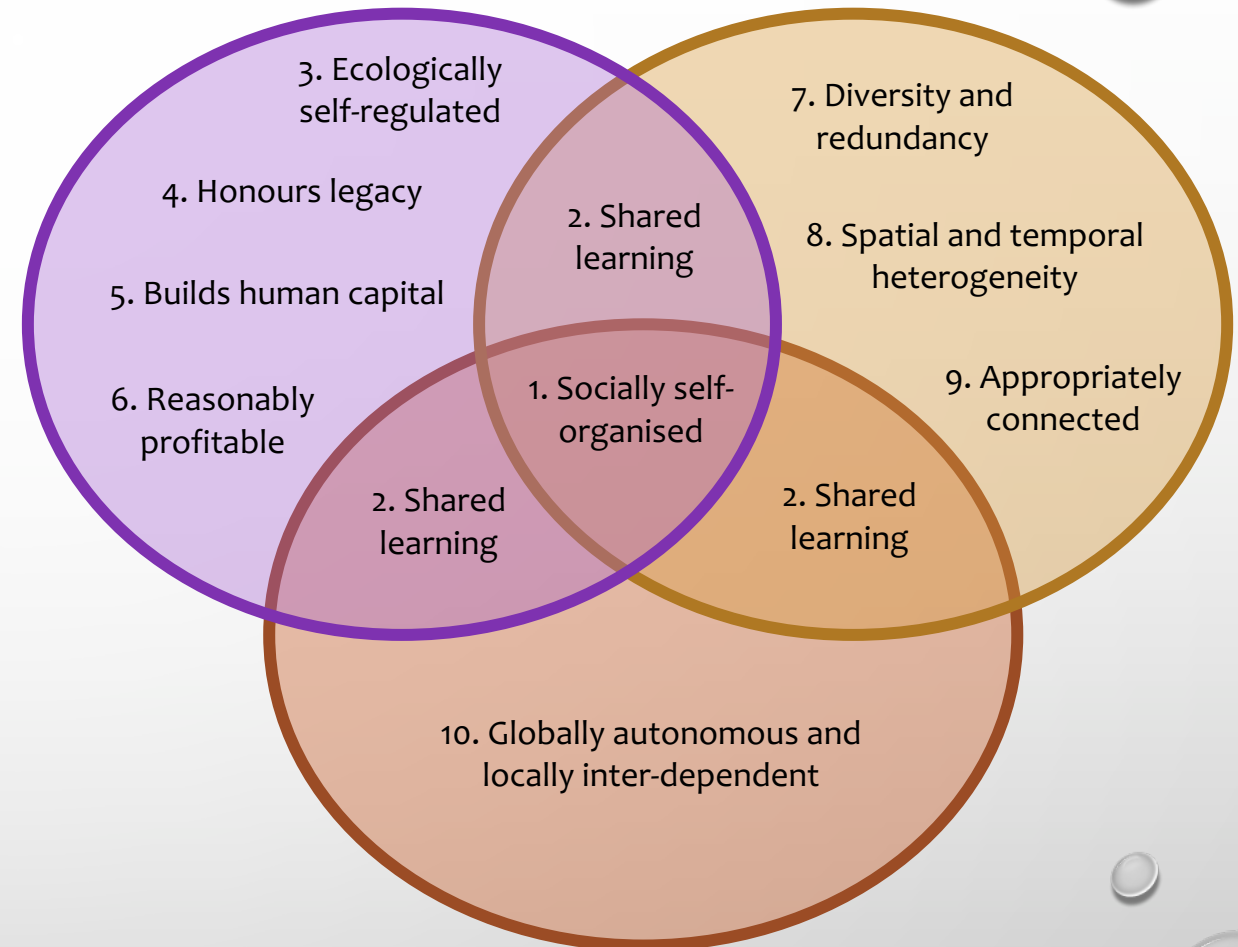 3. Ecologically
self-regulated
4. Honours legacy
5. Builds human capital
6. Reasonably
profitable
7. Diversity and
redundancy
8. Spatial and temporal
heterogeneity
9. Appropriately
connected
2. Shared
learning
1. Socially self-
organised
2. Shared
learning
2. Shared
learning
10. Globally autonomous and
locally inter-dependent